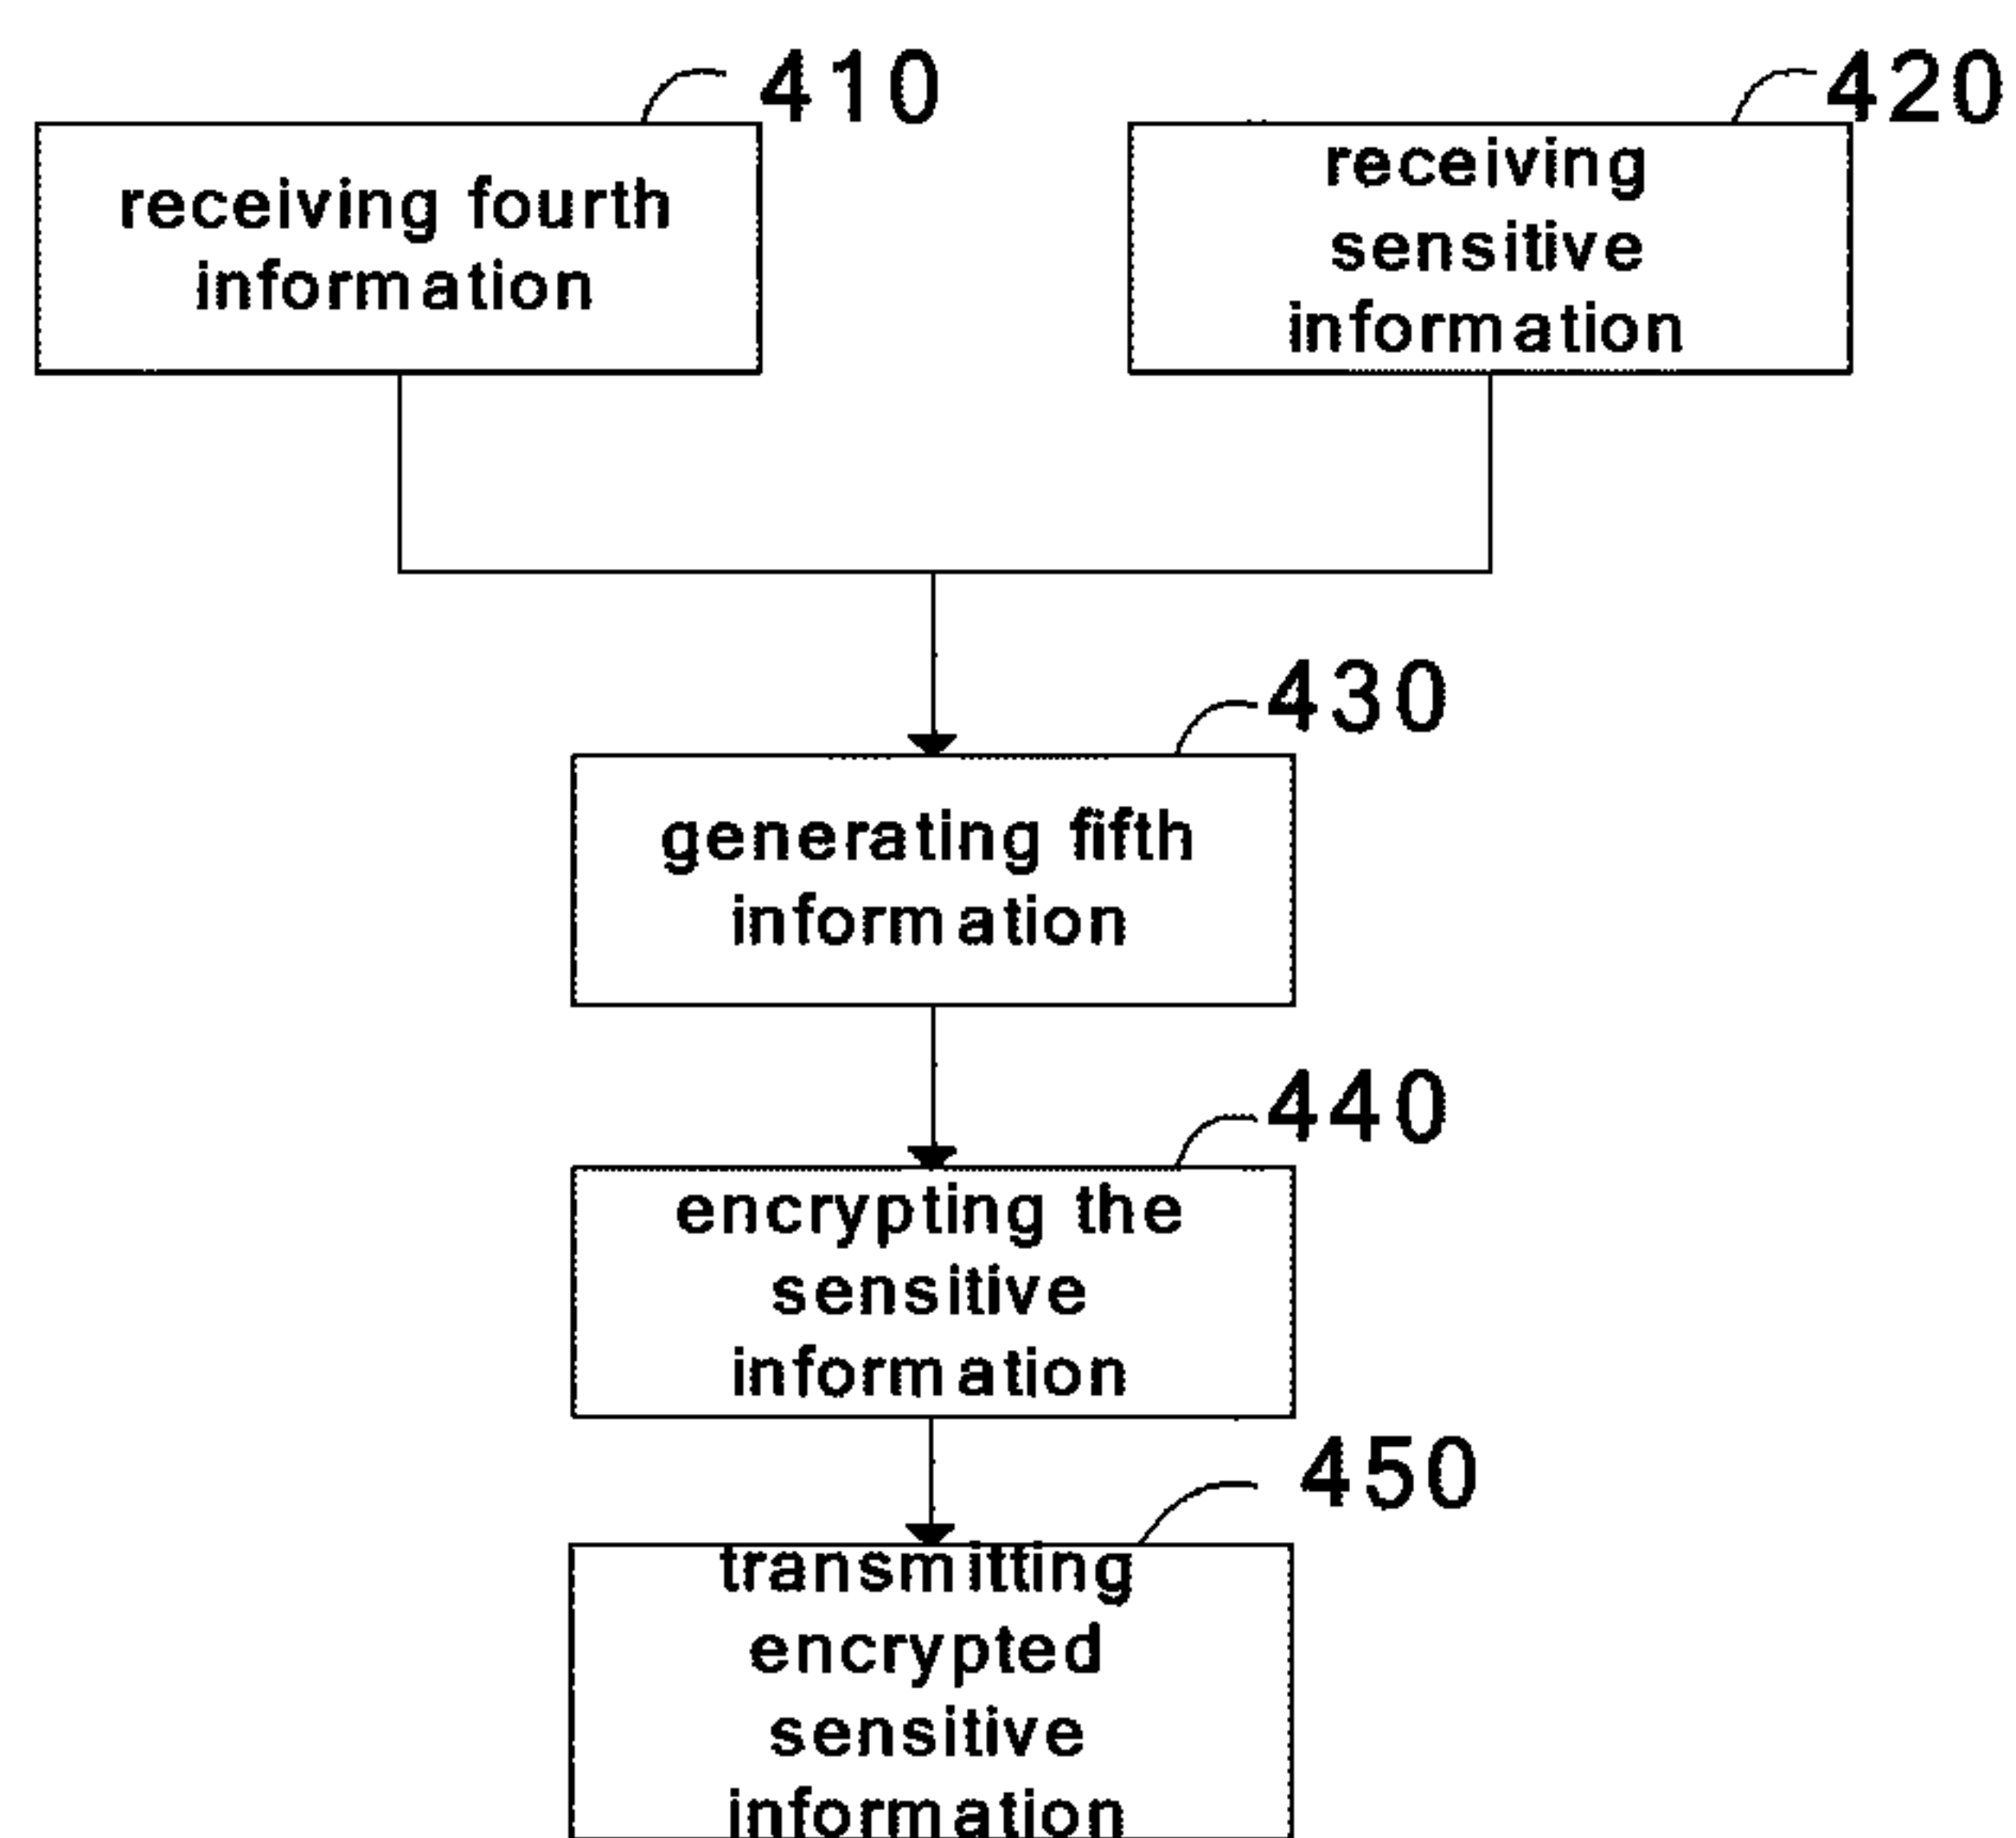 410
receiving fourth
information
420
receiving
sensitive
information
430
generating fifth
information
440
encrypting the
sensitive
information
450
transmitting
encrypted
sensitive
information